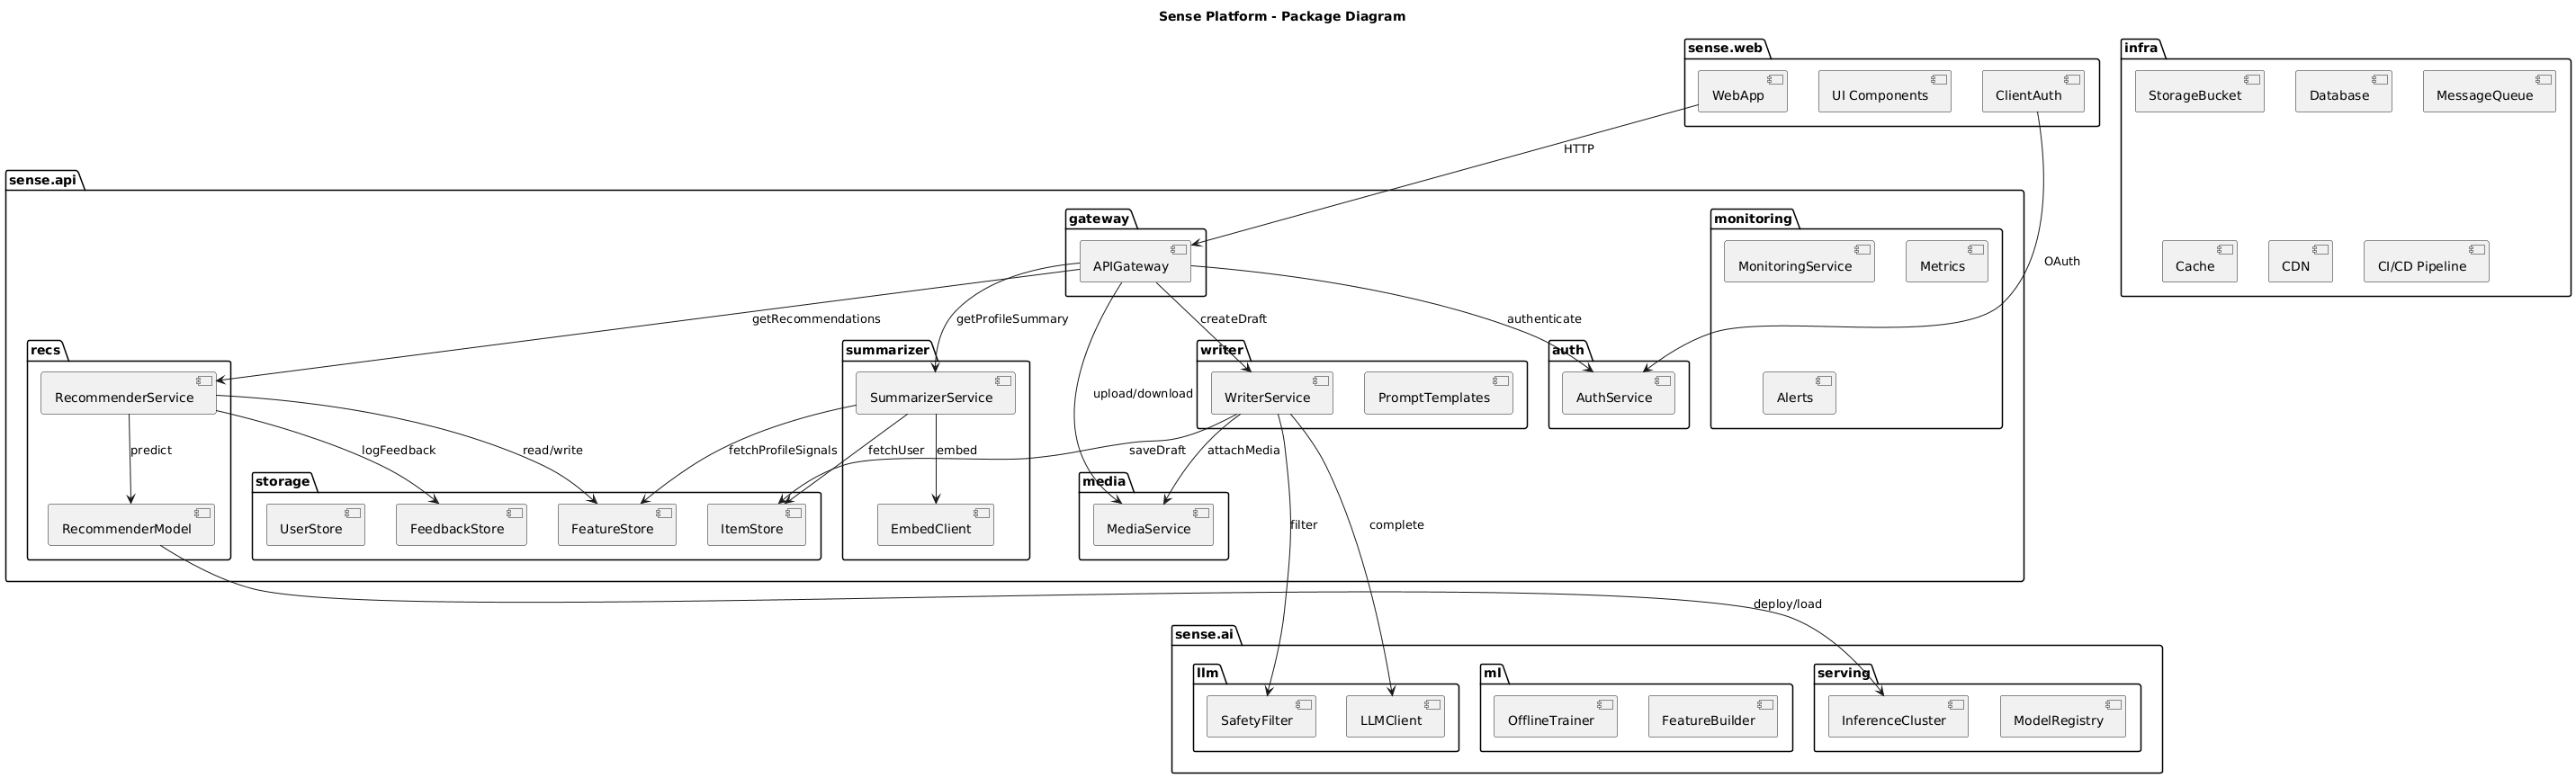 Sense Platform - Package Diagram
sense.web
WebApp
UI Components
ClientAuth
infra
StorageBucket
Database
MessageQueue
Cache
CDN
CI/CD Pipeline
HTTP
OAuth
sense.api
gateway
APIGateway
monitoring
MonitoringService
Metrics
Alerts
getRecommendations
getProfileSummary
createDraft
authenticate
upload/download
recs
RecommenderService
RecommenderModel
summarizer
SummarizerService
EmbedClient
writer
WriterService
PromptTemplates
auth
AuthService
predict
logFeedback
read/write
fetchProfileSignals
fetchUser
embed
saveDraft
attachMedia
storage
UserStore
FeedbackStore
FeatureStore
ItemStore
media
MediaService
filter
complete
deploy/load
sense.ai
llm
SafetyFilter
LLMClient
ml
OfflineTrainer
FeatureBuilder
serving
InferenceCluster
ModelRegistry